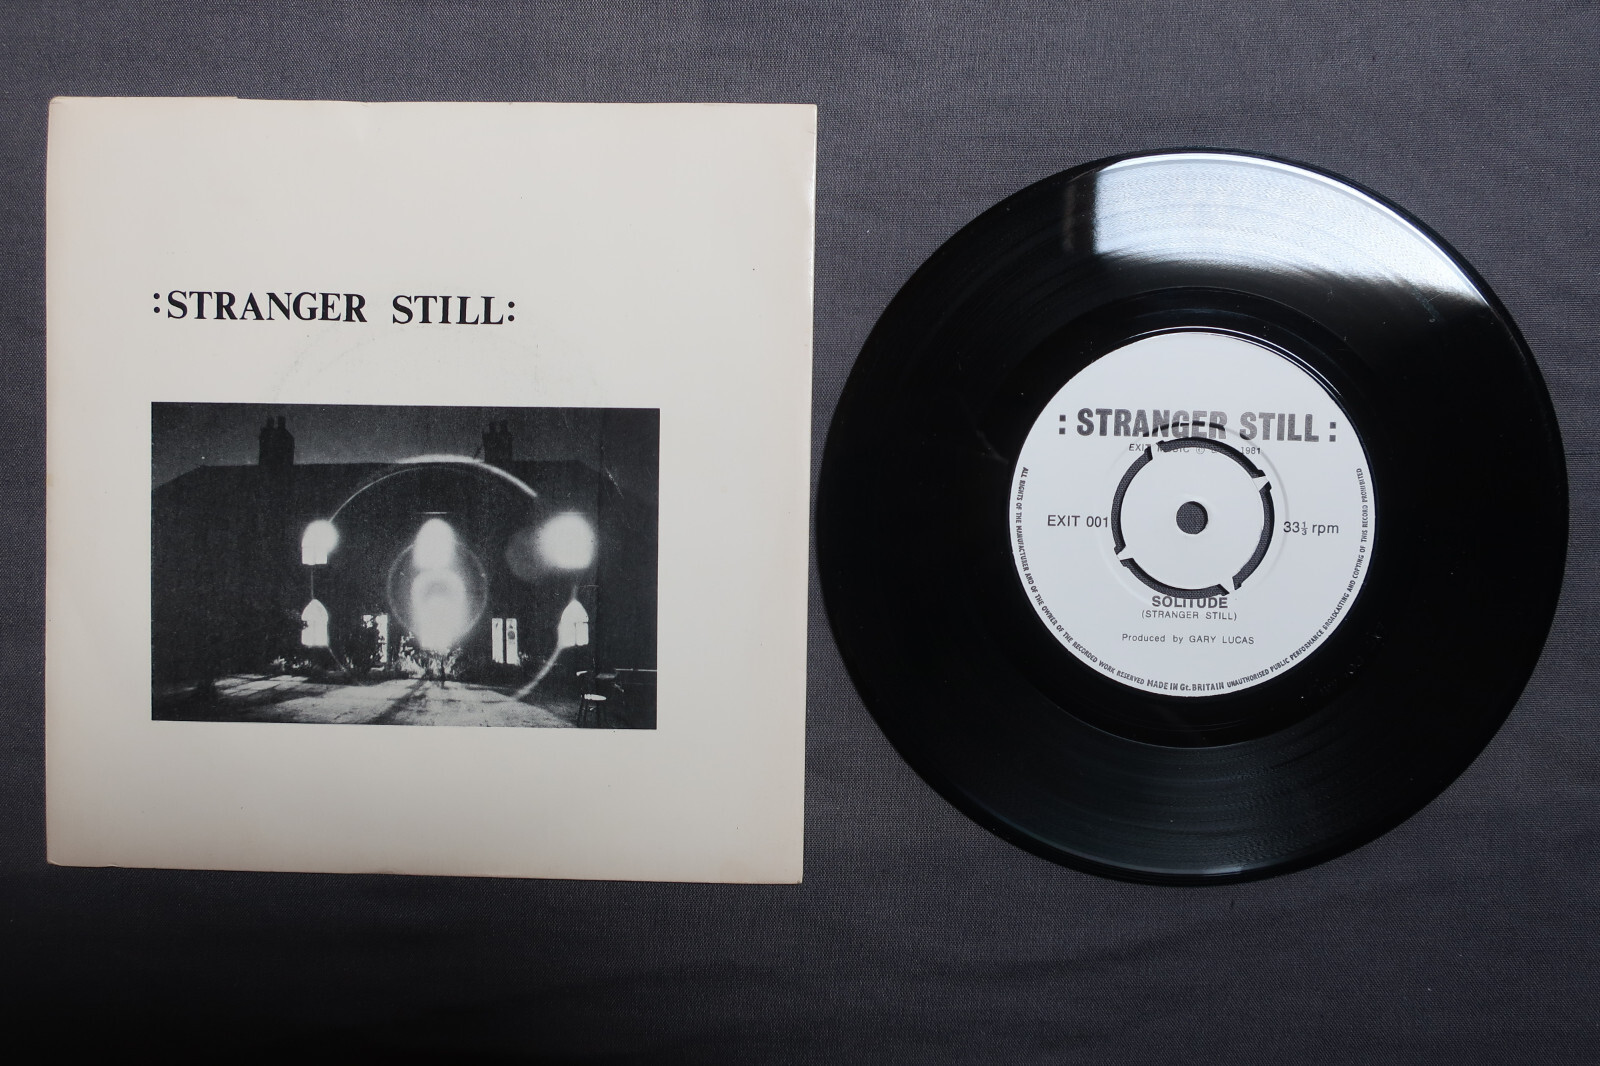 :STRANGER STILL:
: STRANGER STILL :
EXIT MUSIC Ⓟ 1981
EXIT 001
33⅓ rpm
SOLITUDE
(STRANGER STILL)
Produced by GARY LUCAS
ALL RIGHTS OF THE MANUFACTURER AND OF THE OWNER OF THE RECORDED WORK RESERVED MADE IN Gt. BRITAIN UNAUTHORISED PUBLIC PERFORMANCE BROADCASTING AND COPYING OF THIS RECORD PROHIBITED